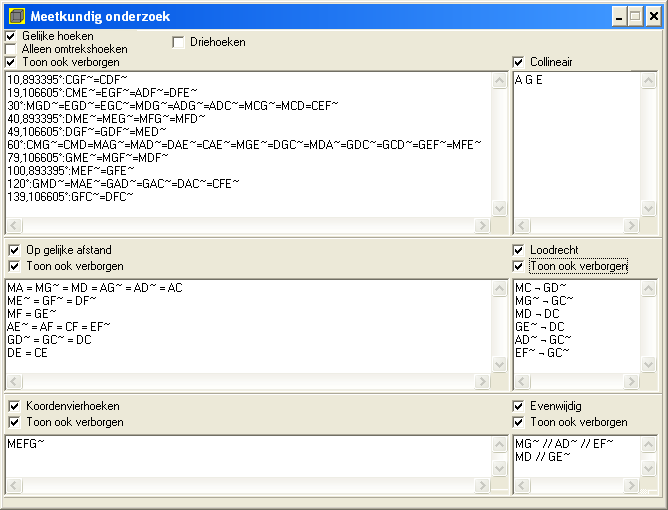 Meetkundig onderzoek
Gelijke hoeken
Driehoeken
Alleen omtrekshoeken
Toon ook verborgen
Collineair
10,893395°:CGF~=CDF~
19,106605°:CME~=EGF~=ADF~=DFE~
30°:MGD~=EGD~=EGC~=MDG~=ADG~=ADC~=MCG~=MCD=CEF~
40,893395°:DME~=MEG~=MFG~=MFD~
49,106605°:DGF~=GDF~=MED~
60°:CMG~=CMD=MAG~=MAD~=DAE~=CAE~=MGE~=DGC~=MDA~=GDC~=GCD~=GEF~=MFE~
79,106605°:GME~=MGF~=MDF~
100,893395°:MEF~=GFE~
120°:GMD~=MAE~=GAD~=GAC~=DAC~=CFE~
139,106605°:GFC~=DFC~
A G E
Op gelijke afstand
Toon ook verborgen
Loodrecht
Toon ook verborgen
MA = MG~ = MD = AG~ = AD~ = AC
ME~ = GF~ = DF~
MF = GE~
AE~ = AF = CF = EF~
GD~ = GC~ = DC
DE = CE
MC ¬ GD~
MG~ ¬ GC~
MD ¬ DC
GE~ ¬ DC
AD~ ¬ GC~
EF~ ¬ GC~
Koordenvierhoeken
Toon ook verborgen
Evenwijdig
Toon ook verborgen
MEFG~
MG~ // AD~ // EF~
MD // GE~